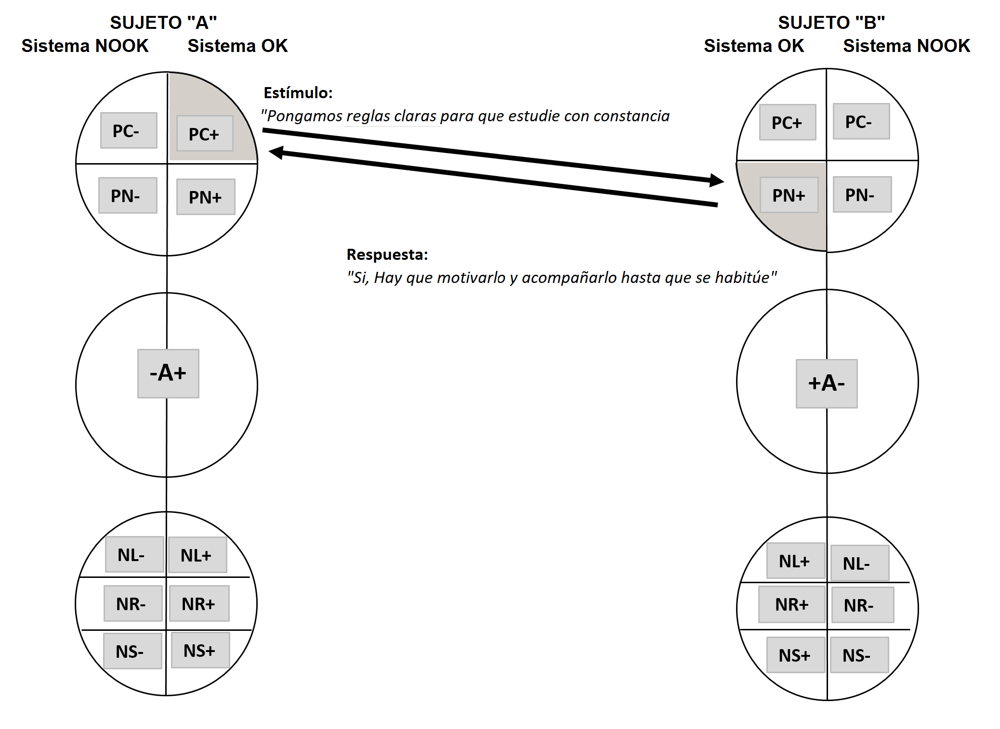 SUJETO "A"
Sistema NOOK Sistema OK
SUJETO "B"
Sistema OK Sistema NOOK
Estímulo:
"Pongamos reglas claras para que estudie con constancia
PC- PC+
PN- PN+
PC+ PC-
PN+ PN-
Respuesta:
"Si, Hay que motivarlo y acompañarlo hasta que se habitúe"
-A+
+A-
NL- NL+
NR- NR+
NS- NS+
NL+ NL-
NR+ NR-
NS+ NS-